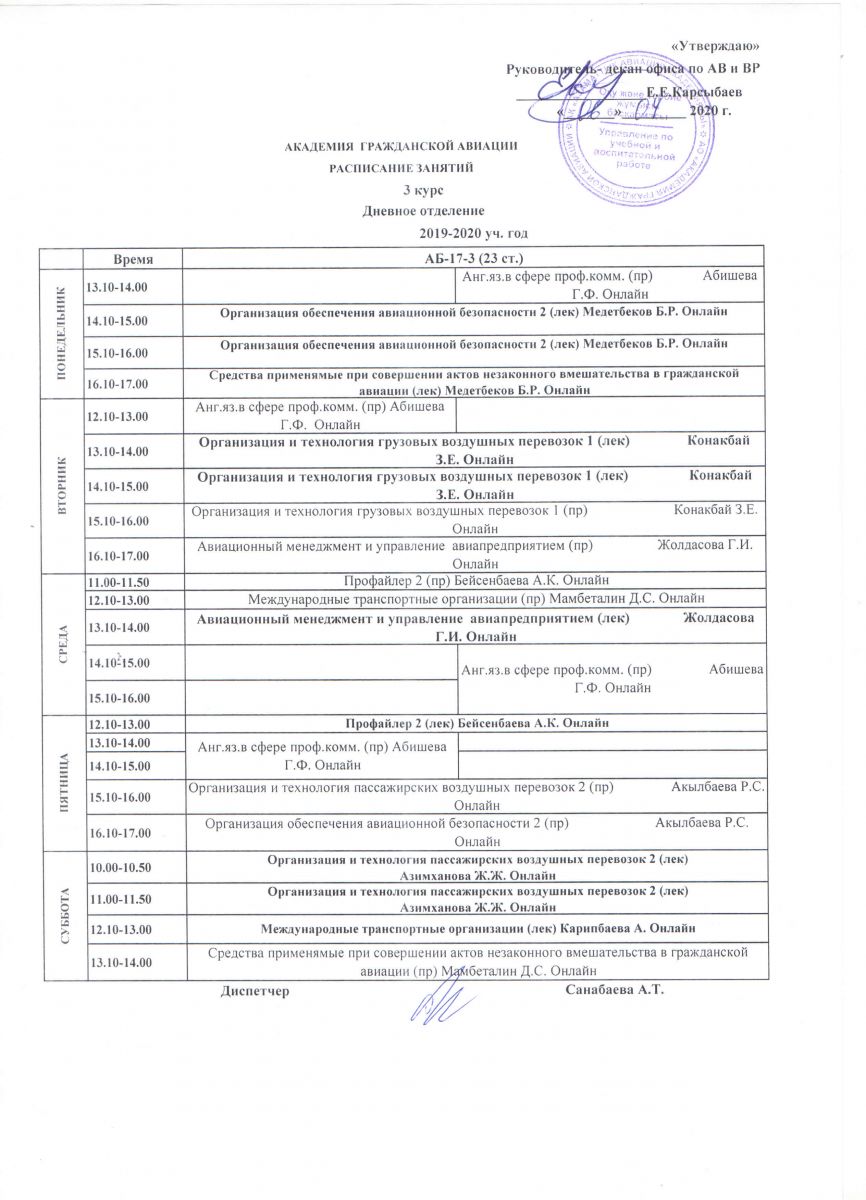 «Утверждаю»
Руководитель- декан офиса по АВ и ВР
Е.Е.Карсыбаев
« » 04 2020 г.
Управление по
учебной и
воспитательной
работе
АКАДЕМИЯ ГРАЖДАНСКОЙ АВИАЦИИ
РАСПИСАНИЕ ЗАНЯТИЙ
3 курс
Дневное отделение
2019-2020 уч. год
Время АБ-17-3 (23 ст.)
ПОНЕДЕЛЬНИК
13.10-14.00 Анг.яз.в сфере проф.комм. (пр) Абишева
Г.Ф. Онлайн
14.10-15.00 Организация обеспечения авиационной безопасности 2 (лек) Медетбеков Б.Р. Онлайн
15.10-16.00 Организация обеспечения авиационной безопасности 2 (лек) Медетбеков Б.Р. Онлайн
16.10-17.00 Средства применямые при совершении актов незаконного вмешательства в гражданской
авиации (лек) Медетбеков Б.Р. Онлайн
ВТОРНИК
12.10-13.00 Анг.яз.в сфере проф.комм. (пр) Абишева
Г.Ф. Онлайн
13.10-14.00 Организация и технология грузовых воздушных перевозок 1 (лек) Конакбай
З.Е. Онлайн
14.10-15.00 Организация и технология грузовых воздушных перевозок 1 (лек) Конакбай
З.Е. Онлайн
15.10-16.00 Организация и технология грузовых воздушных перевозок 1 (пр) Конакбай З.Е.
Онлайн
16.10-17.00 Авиационный менеджмент и управление авиапредприятием (пр) Жолдасова Г.И.
Онлайн
СРЕДА
11.00-11.50 Профайлер 2 (пр) Бейсенбаева А.К. Онлайн
12.10-13.00 Международные транспортные организации (пр) Мамбеталин Д.С. Онлайн
13.10-14.00 Авиационный менеджмент и управление авиапредприятием (лек) Жолдасова
Г.И. Онлайн
14.10-15.00 Анг.яз.в сфере проф.комм. (пр) Абишева
15.10-16.00 Г.Ф. Онлайн
ПЯТНИЦА
12.10-13.00 Профайлер 2 (лек) Бейсенбаева А.К. Онлайн
13.10-14.00 Анг.яз.в сфере проф.комм. (пр) Абишева
14.10-15.00 Г.Ф. Онлайн
15.10-16.00 Организация и технология пассажирских воздушных перевозок 2 (пр) Акылбаева Р.С.
Онлайн
16.10-17.00 Организация обеспечения авиационной безопасности 2 (пр) Акылбаева Р.С.
Онлайн
СУББОТА
10.00-10.50 Организация и технология пассажирских воздушных перевозок 2 (лек)
Азимханова Ж.Ж. Онлайн
11.00-11.50 Организация и технология пассажирских воздушных перевозок 2 (лек)
Азимханова Ж.Ж. Онлайн
12.10-13.00 Международные транспортные организации (лек) Карипбаева А. Онлайн
13.10-14.00 Средства применямые при совершении актов незаконного вмешательства в гражданской
авиации (пр) Мамбеталин Д.С. Онлайн
Диспетчер Санабаева А.Т.